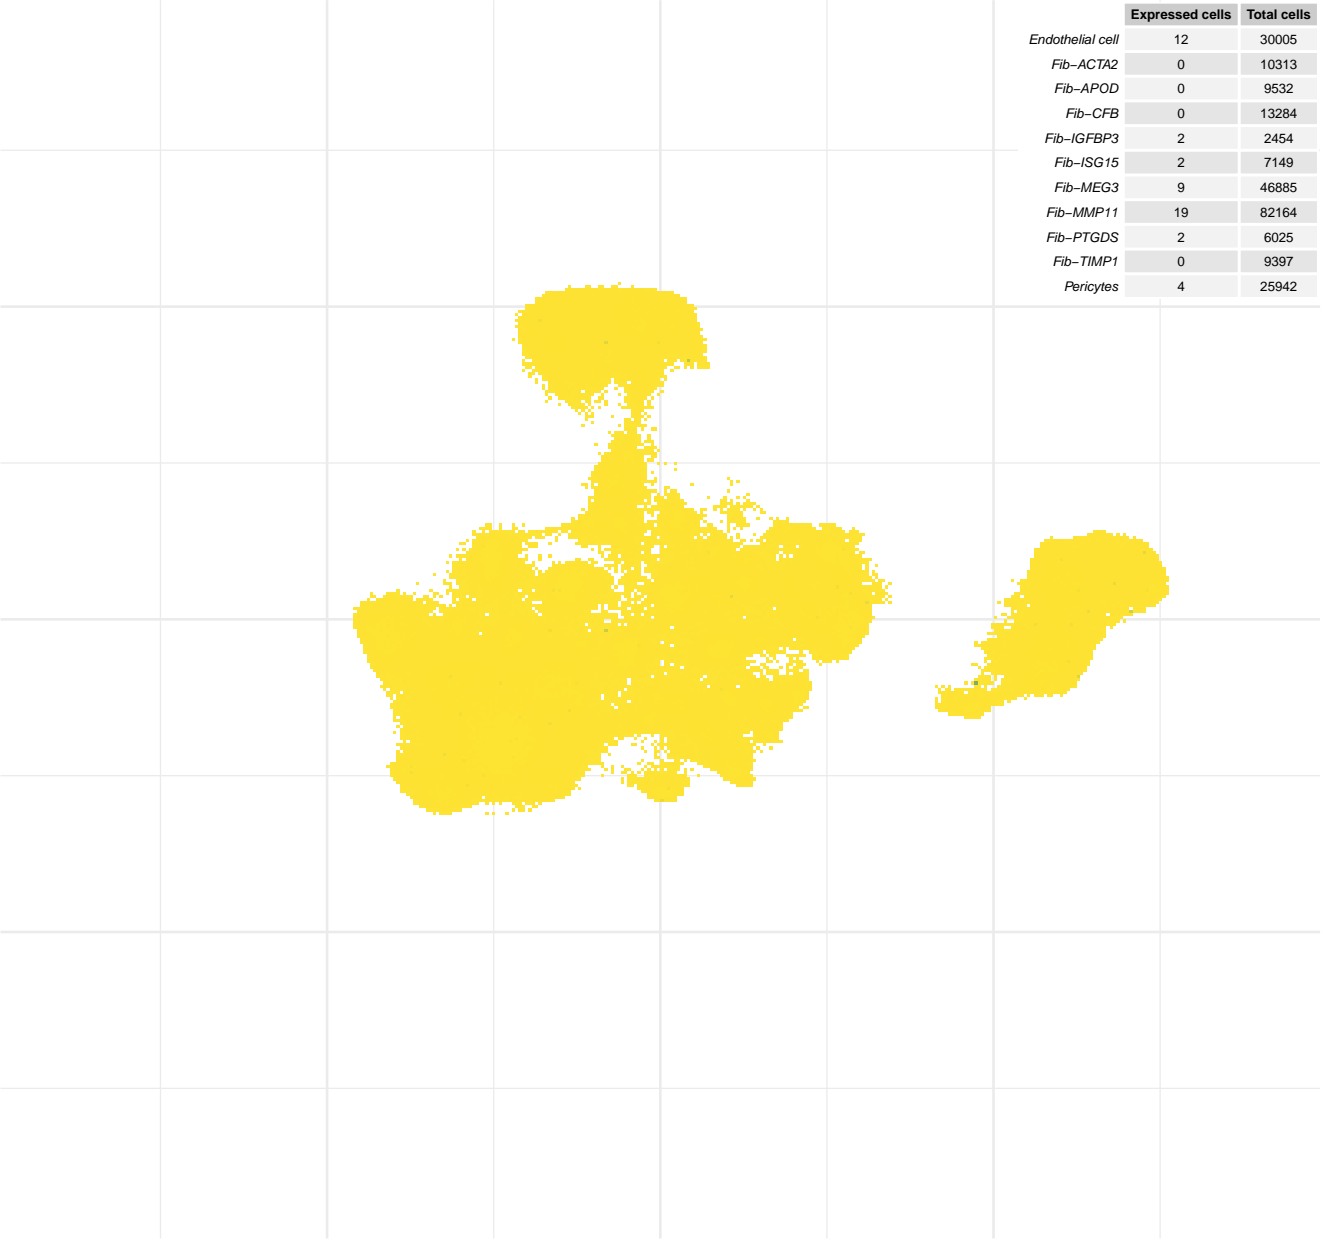 Expressed cells Total cells
Endothelial cell 12 30005
Fib−ACTA2 0 10313
Fib−APOD 0 9532
Fib−CFB 0 13284
Fib−IGFBP3 2 2454
Fib−ISG15 2 7149
Fib−MEG3 9 46885
Fib−MMP11 19 82164
Fib−PTGDS 2 6025
Fib−TIMP1 0 9397
Pericytes 4 25942